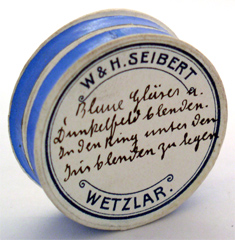 W & H. SEIBERT
Blaue Gläser u.
Dunkelfeld blenden.
In den Ring unter den
Iris blenden zu legen
WETZLAR.